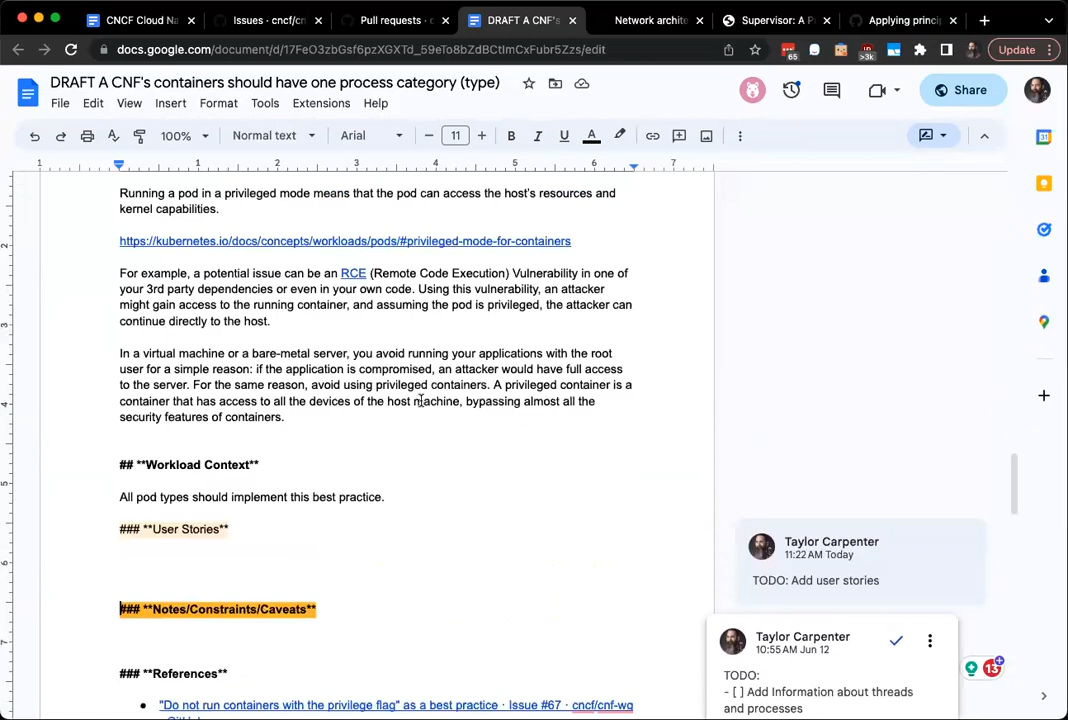 CNCF Cloud Na
Issues · cncf/cn
Pull requests · c
DRAFT A CNF's
Network archite
Supervisor: A P
Applying princip
docs.google.com/document/d/17FeO3zbGsf6pzXGXTd_59eTo8bZdBCtImCxFubr5Zzs/edit
65
>3k
Update
DRAFT A CNF's containers should have one process category (type)
File Edit View Insert Format Tools Extensions Help
Share
100%
Normal text
Arial
11
B I U A
1 1 2 3 4 5 6 7
Running a pod in a privileged mode means that the pod can access the host's resources and
kernel capabilities.
https://kubernetes.io/docs/concepts/workloads/pods/#privileged-mode-for-containers
For example, a potential issue can be an RCE (Remote Code Execution) Vulnerability in one of
your 3rd party dependencies or even in your own code. Using this vulnerability, an attacker
might gain access to the running container, and assuming the pod is privileged, the attacker can
continue directly to the host.
In a virtual machine or a bare-metal server, you avoid running your applications with the root
user for a simple reason: if the application is compromised, an attacker would have full access
to the server. For the same reason, avoid using privileged containers. A privileged container is a
container that has access to all the devices of the host machine, bypassing almost all the
security features of containers.
## **Workload Context**
All pod types should implement this best practice.
### **User Stories**
### **Notes/Constraints/Caveats**
### **References**
"Do not run containers with the privilege flag" as a best practice · Issue #67 · cncf/cnf-wg
Taylor Carpenter
11:22 AM Today
TODO: Add user stories
Taylor Carpenter
10:55 AM Jun 12
TODO:
- [ ] Add Information about threads
and processes
13